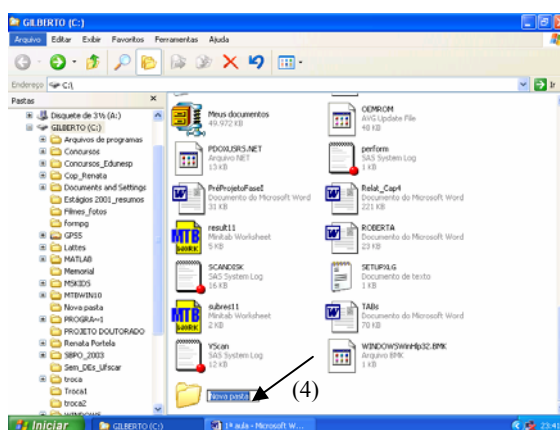 GILBERTO (C:)
Arquivo Editar Exibir Favoritos Ferramentas Ajuda
Endereço C:\ Ir
Pastas
Disquete de 3½ (A:)
GILBERTO (C:)
Arquivos de programas
Concursos
Concursos_Edunesp
Cop_Renata
Documents and Settings
Estágios 2001_resumos
Filmes_fotos
formpg
GPSS
Lattes
MATLAB
Memorial
MSKIDS
MTBWIN10
Nova pasta
PROGRA~1
PROJETO DOUTORADO
Renata Portela
SBPO_2003
Sem_DEs_Ufscar
troca
Troca1
troca2
WINDOWS
Meus documentos
49.972 KB
OEMROM
AVG Update File
48 KB
PDOXUSRS.NET
Arquivo NET
13 KB
perform
SAS System Log
1 KB
PréProjetoFaseI
Documento do Microsoft Word
31 KB
Relat_Cap4
Documento do Microsoft Word
221 KB
result11
Minitab Worksheet
5 KB
ROBERTA
Documento do Microsoft Word
23 KB
SCANDISK
SAS System Log
16 KB
SETUPXLG
Documento de texto
1 KB
subres11
Minitab Worksheet
2 KB
TABs
Documento do Microsoft Word
70 KB
YScan
SAS System Log
12 KB
WINDOWSWinHlp32.BMK
Arquivo BMK
1 KB
Nova pasta
(4)
Iniciar GILBERTO (C:) 1ª aula - Microsoft W... 23:41